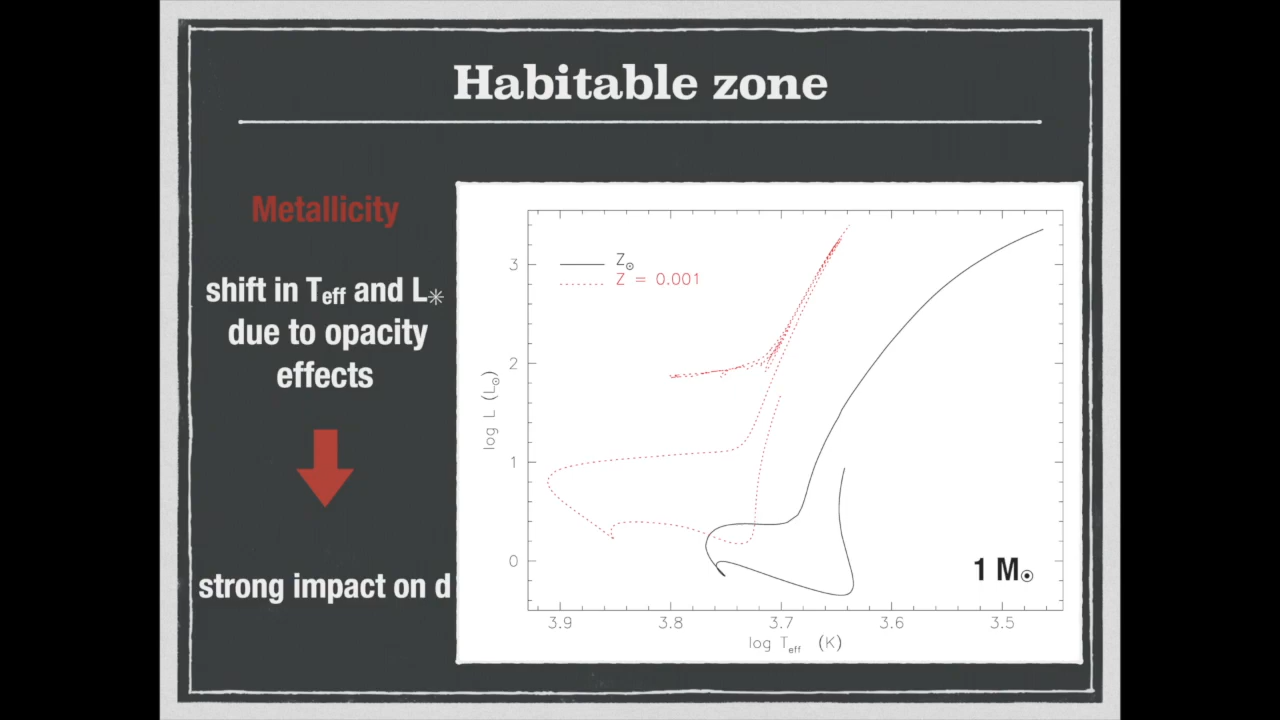 Habitable zone
Metallicity
shift in Teff and L✳
due to opacity
effects
strong impact on d
Z⊙
Z = 0.001
3
2
1
0
log L (L⊙)
1 M⊙
3.9 3.8 3.7 3.6 3.5
log Teff (K)